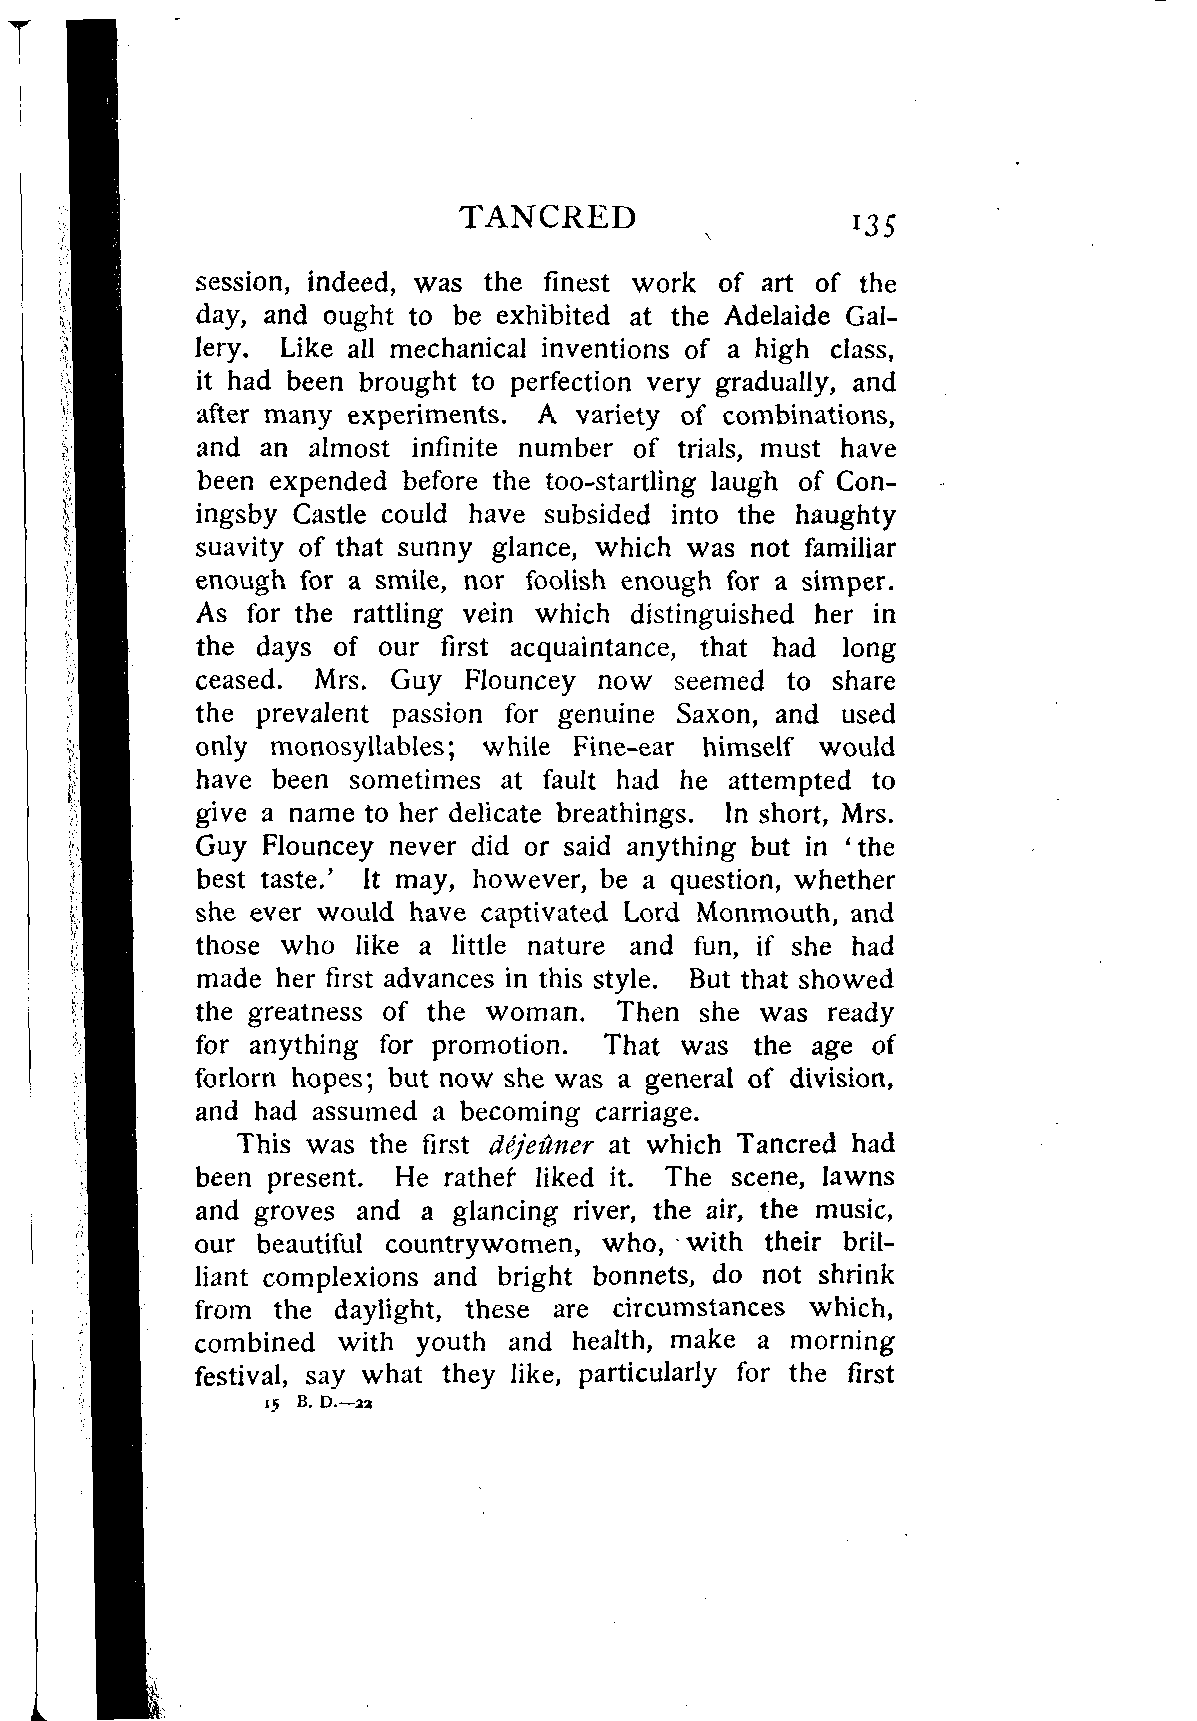 TANCRED 135
session, indeed, was the finest work of art of the
day, and ought to be exhibited at the Adelaide Gal-
lery. Like all mechanical inventions of a high class,
it had been brought to perfection very gradually, and
after many experiments. A variety of combinations,
and an almost infinite number of trials, must have
been expended before the too-startling laugh of Con-
ingsby Castle could have subsided into the haughty
suavity of that sunny glance, which was not familiar
enough for a smile, nor foolish enough for a simper.
As for the rattling vein which distinguished her in
the days of our first acquaintance, that had long
ceased. Mrs. Guy Flouncey now seemed to share
the prevalent passion for genuine Saxon, and used
only monosyllables; while Fine-ear himself would
have been sometimes at fault had he attempted to
give a name to her delicate breathings. In short, Mrs.
Guy Flouncey never did or said anything but in ‘the
best taste.’ It may, however, be a question, whether
she ever would have captivated Lord Monmouth, and
those who like a little nature and fun, if she had
made her first advances in this style. But that showed
the greatness of the woman. Then she was ready
for anything for promotion. That was the age of
forlorn hopes; but now she was a general of division,
and had assumed a becoming carriage.
This was the first déjeûner at which Tancred had
been present. He rather liked it. The scene, lawns
and groves and a glancing river, the air, the music,
our beautiful countrywomen, who, with their bril-
liant complexions and bright bonnets, do not shrink
from the daylight, these are circumstances which,
combined with youth and health, make a morning
festival, say what they like, particularly for the first
15 B. D.—22